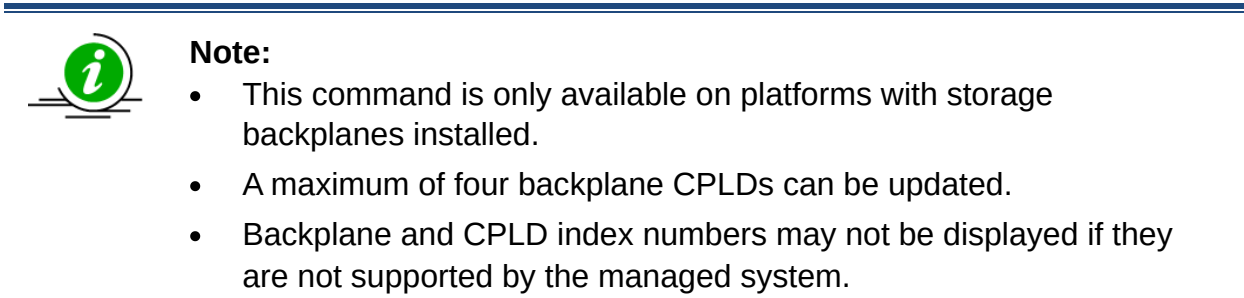 Note:
• This command is only available on platforms with storage
backplanes installed.
• A maximum of four backplane CPLDs can be updated.
• Backplane and CPLD index numbers may not be displayed if they
are not supported by the managed system.